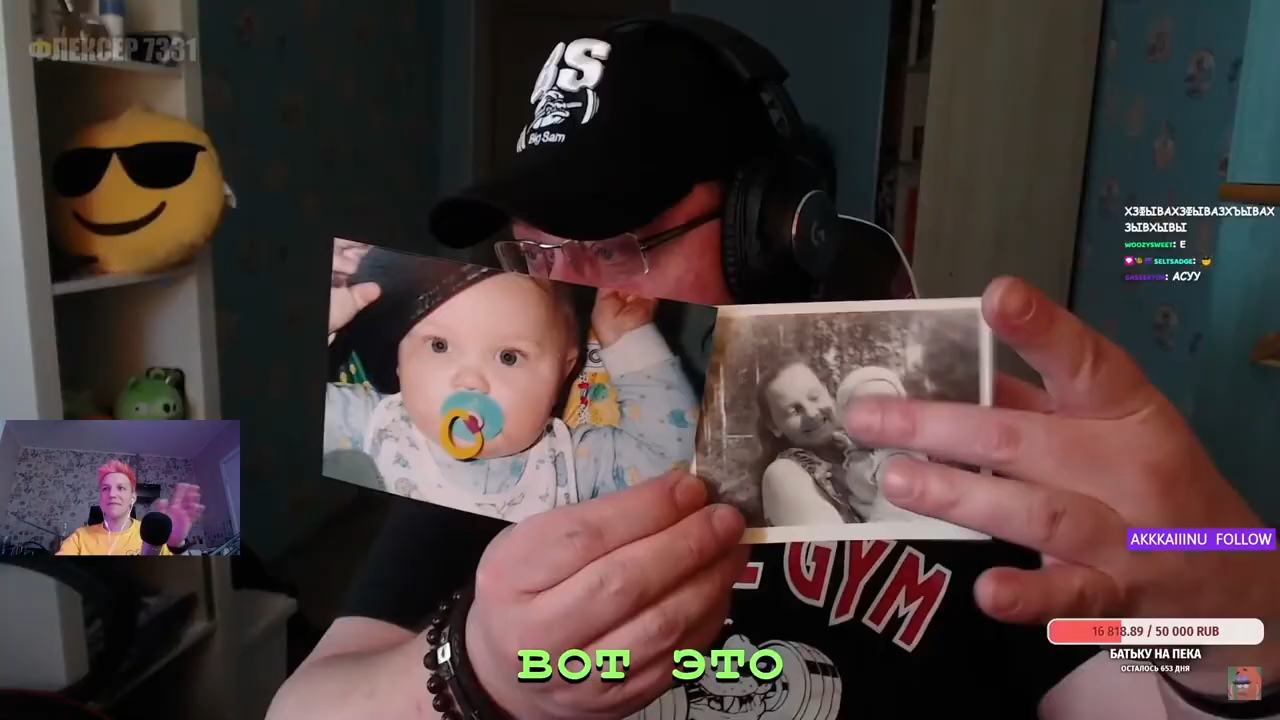 ФЛЕКСЕР 7331
BS
Big Sam
ХЗФЫВАХЗФЫВАЗХЪЫВАХ
ЗЫВХЫВЫ
WOOZYSWEET: Е
SELTSADGE:
АСУУ
AKKKAIIINU FOLLOW
GYM
16 818.89 / 50 000 RUB
БАТЬКУ НА ПЕКА
ОСТАЛОСЬ 653 ДНЯ
ВОТ ЭТО